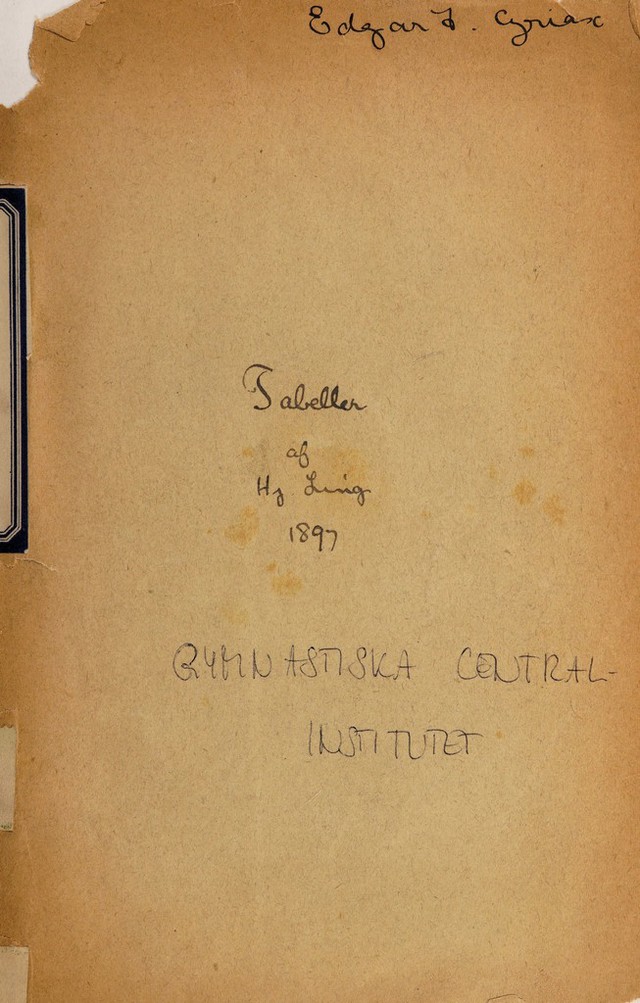 Edgar F. Cyriax
Tabeller
af
Hj Ling
1897
GYMNASTISKA CENTRAL-
INSTITUTET